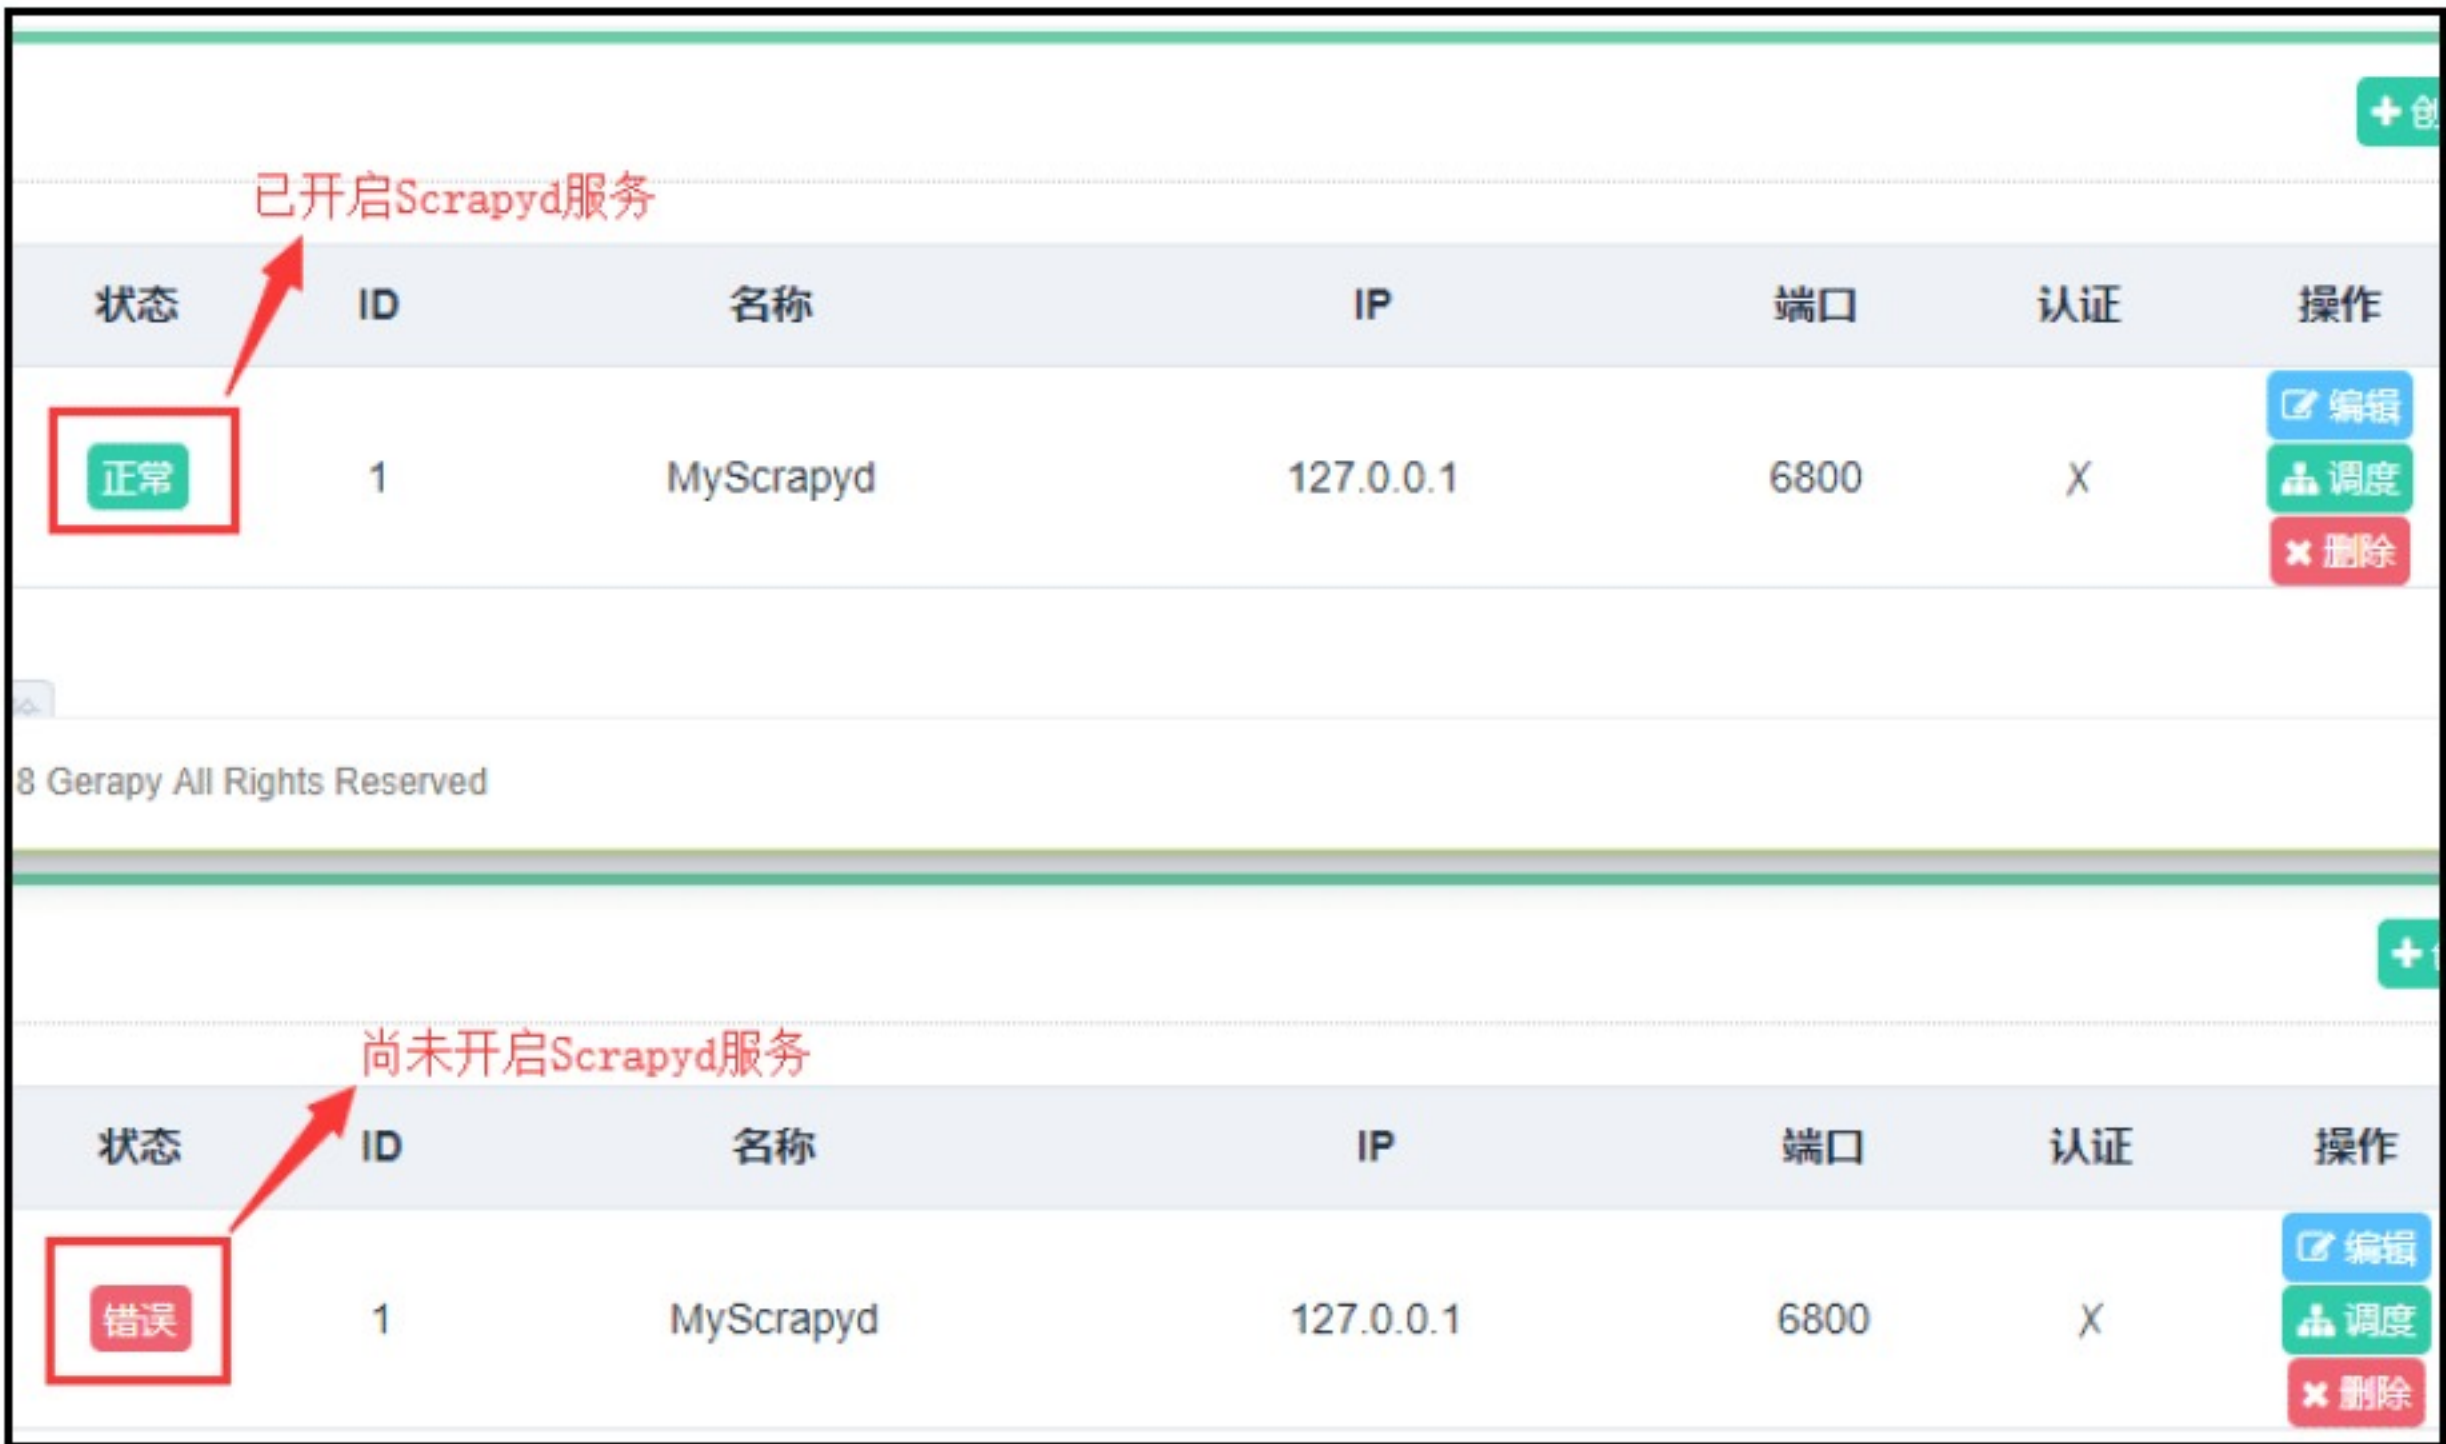 已开启Scrapyd服务
状态 ID 名称 IP 端口 认证 操作
编辑
正常 1 MyScrapyd 127.0.0.1 6800 X 调度
删除
8 Gerapy All Rights Reserved
尚未开启Scrapyd服务
状态 ID 名称 IP 端口 认证 操作
编辑
错误 1 MyScrapyd 127.0.0.1 6800 X 调度
删除